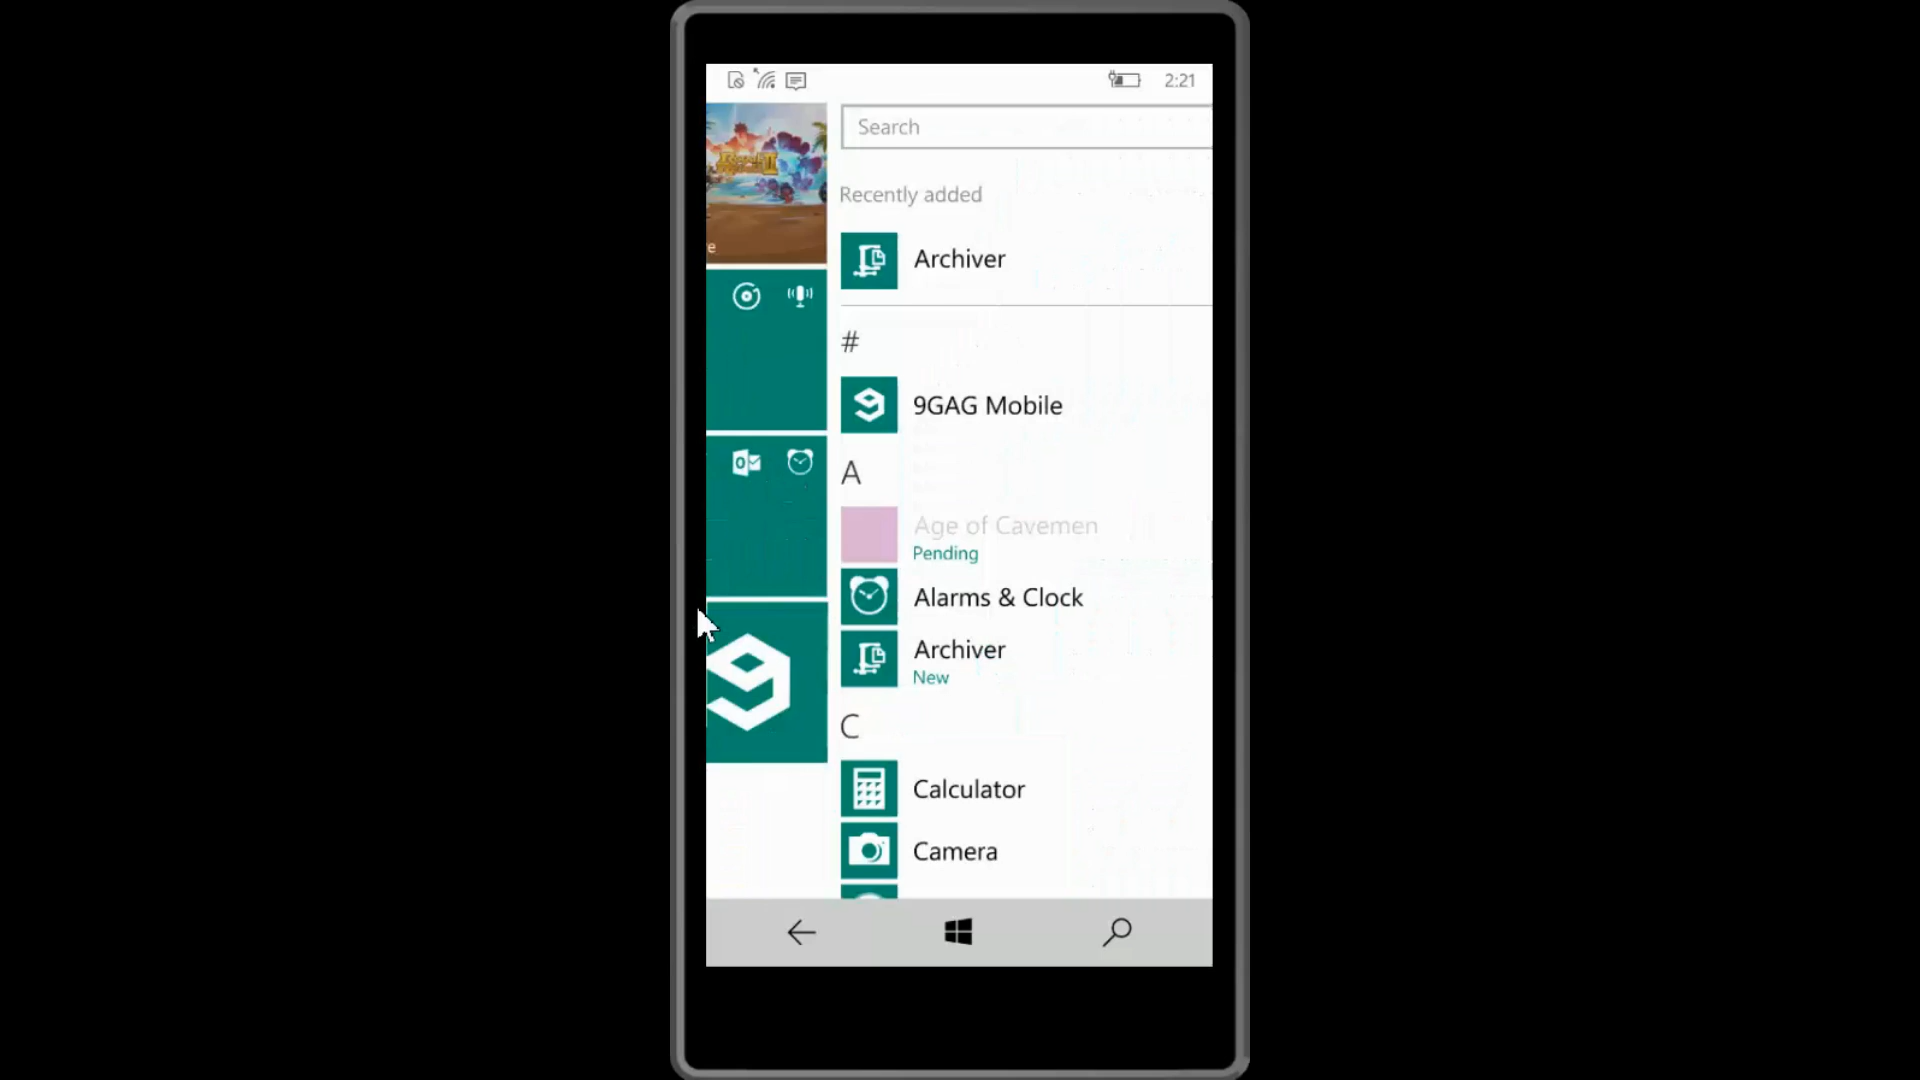 2:21
e
Search
Recently added
Archiver
#
9GAG Mobile
A
Age of Cavemen
Pending
Alarms & Clock
Archiver
New
C
Calculator
Camera